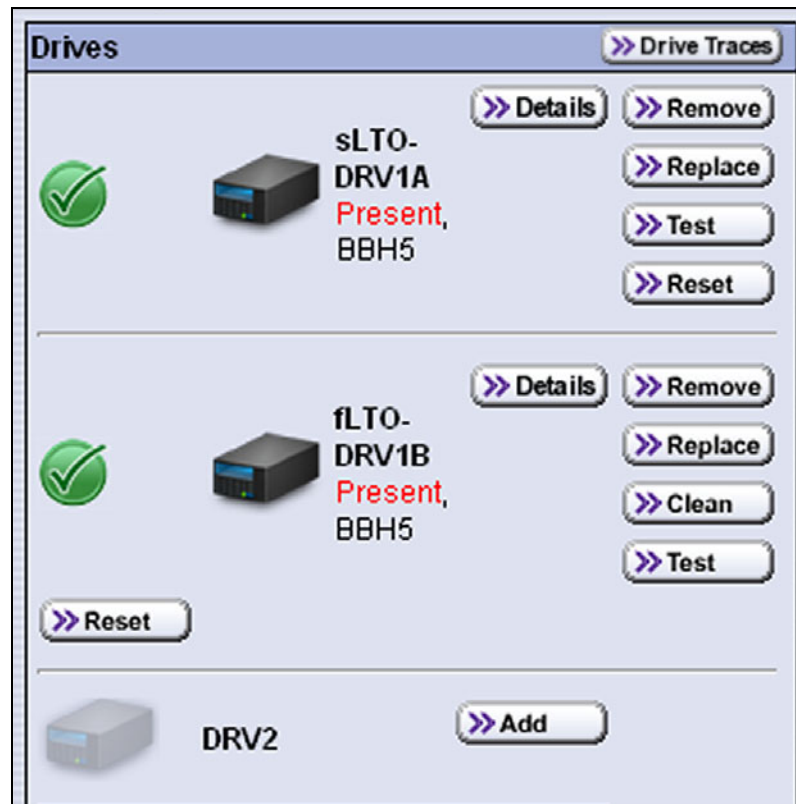 Drives
>> Drive Traces
>> Details
>> Remove
sLTO-
DRV1A
Present,
BBH5
>> Replace
>> Test
>> Reset
>> Details
>> Remove
fLTO-
DRV1B
Present,
BBH5
>> Replace
>> Clean
>> Test
>> Reset
DRV2
>> Add